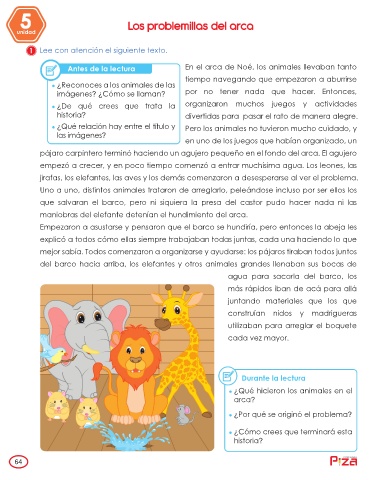 5
unidad
Los problemillas del arca
1 Lee con atención el siguiente texto.
Antes de la lectura
• ¿Reconoces a los animales de las
imágenes? ¿Cómo se llaman?
• ¿De qué crees que trata la
historia?
• ¿Qué relación hay entre el título y
las imágenes?
En el arca de Noé, los animales llevaban tanto
tiempo navegando que empezaron a aburrirse
por no tener nada que hacer. Entonces,
organizaron muchos juegos y actividades
divertidas para pasar el rato de manera alegre.
Pero los animales no tuvieron mucho cuidado, y
en uno de los juegos que habían organizado, un
pájaro carpintero terminó haciendo un agujero pequeño en el fondo del arca. El agujero
empezó a crecer, y en poco tiempo comenzó a entrar muchísima agua. Los leones, las
jirafas, los elefantes, las aves y los demás comenzaron a desesperarse al ver el problema.
Uno a uno, distintos animales trataron de arreglarlo, peleándose incluso por ser ellos los
que salvaran el barco, pero ni siquiera la presa del castor pudo hacer nada ni las
maniobras del elefante detenían el hundimiento del arca.
Empezaron a asustarse y pensaron que el barco se hundiría, pero entonces la abeja les
explicó a todos cómo ellas siempre trabajaban todas juntas, cada una haciendo lo que
mejor sabía. Todos comenzaron a organizarse y ayudarse: los pájaros tiraban todos juntos
del barco hacia arriba, los elefantes y otros animales grandes llenaban sus bocas de
agua para sacarla del barco, los
más rápidos iban de acá para allá
juntando materiales que los que
construían nidos y madrigueras
utilizaban para arreglar el boquete
cada vez mayor.
Durante la lectura
• ¿Qué hicieron los animales en el
arca?
• ¿Por qué se originó el problema?
• ¿Cómo crees que terminará esta
historia?
64